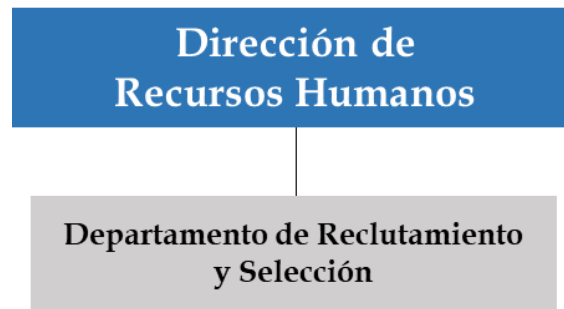 Dirección de
Recursos Humanos
Departamento de Reclutamiento
y Selección